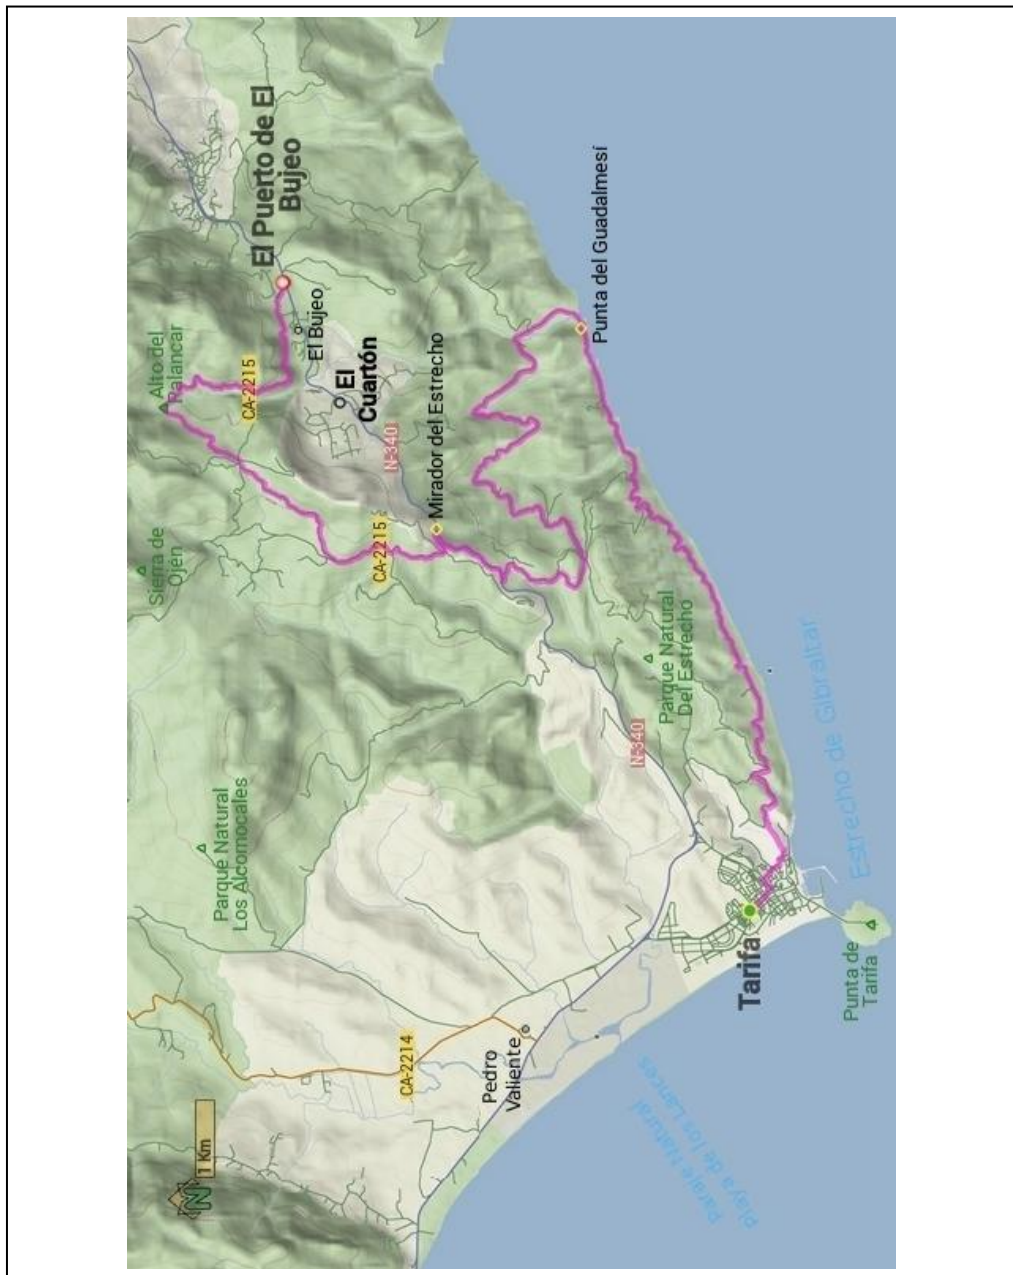 Sierra de
Ojén
Alto del
Palancar
N
1 Km
Parque Natural
Los Alcornocales
CA-2215
El Puerto de El
Bujeo
El Bujeo
El
Cuartón
CA-2215
N-340
CA-2214
Mirador del Estrecho
Pedro
Valiente
Punta del Guadalmesí
N-340
Parque Natural
Del Estrecho
Paraje Natural
playa de los Lances
Tarifa
Estrecho de Gibraltar
Punta de
Tarifa